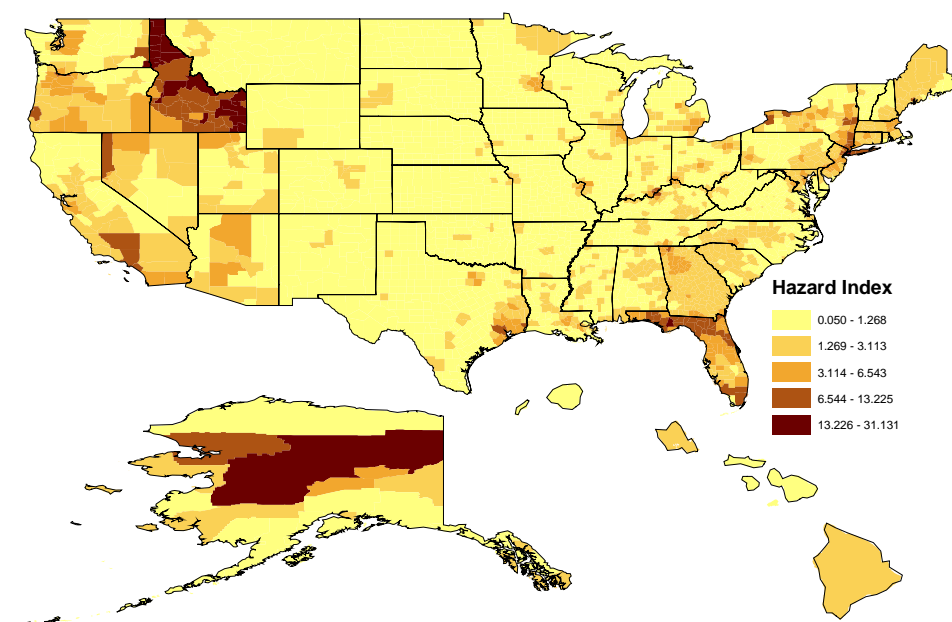 Hazard Index
0.050 - 1.268
1.269 - 3.113
3.114 - 6.543
6.544 - 13.225
13.226 - 31.131